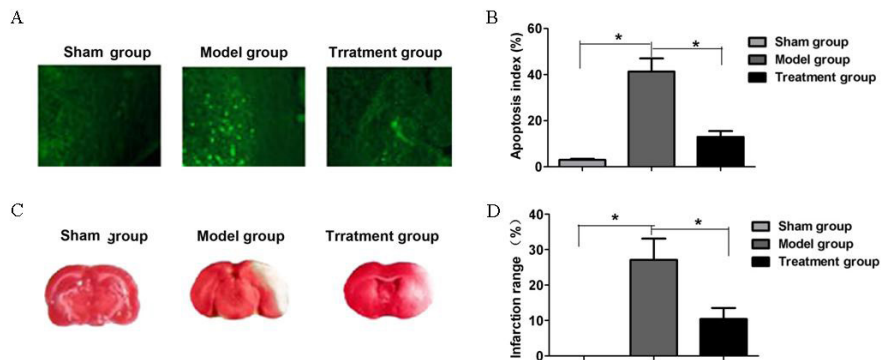 A
Sham group
Model group
Trratment group
B
Apoptosis index (%)
60
40
20
0
*
*
Sham group
Model group
Treatment group
C
Sham group
Model group
Trratment group
D
Infarction range (%)
40
30
20
10
0
*
*
Sham group
Model group
Treatment group